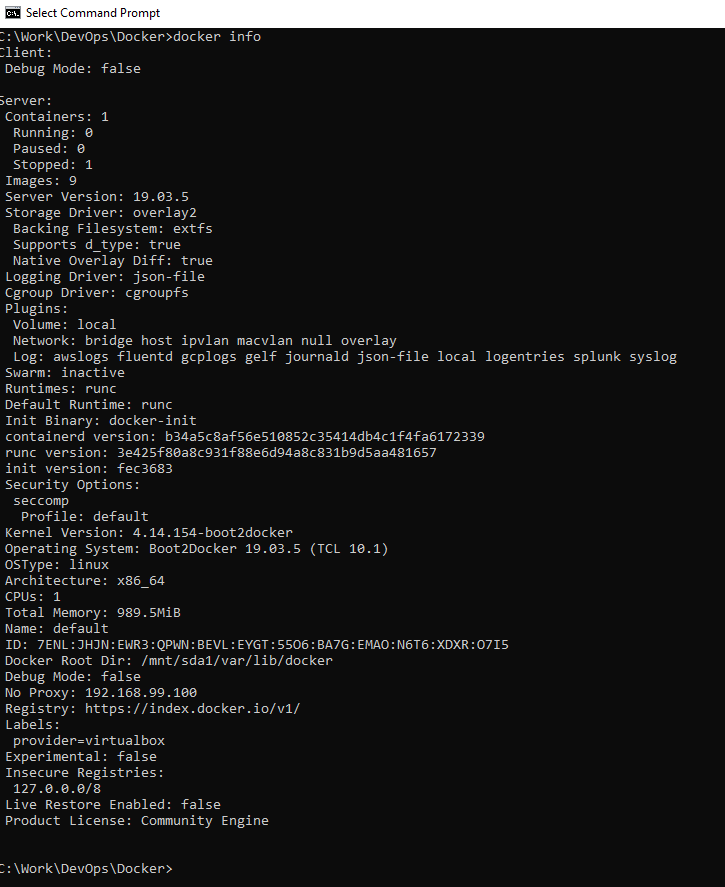 Select Command Prompt
C:\Work\DevOps\Docker>docker info
Client:
 Debug Mode: false

Server:
 Containers: 1
  Running: 0
  Paused: 0
  Stopped: 1
 Images: 9
 Server Version: 19.03.5
 Storage Driver: overlay2
  Backing Filesystem: extfs
  Supports d_type: true
  Native Overlay Diff: true
 Logging Driver: json-file
 Cgroup Driver: cgroupfs
 Plugins:
  Volume: local
  Network: bridge host ipvlan macvlan null overlay
  Log: awslogs fluentd gcplogs gelf journald json-file local logentries splunk syslog
 Swarm: inactive
 Runtimes: runc
 Default Runtime: runc
 Init Binary: docker-init
 containerd version: b34a5c8af56e510852c35414db4c1f4fa6172339
 runc version: 3e425f80a8c931f88e6d94a8c831b9d5aa481657
 init version: fec3683
 Security Options:
  seccomp
   Profile: default
 Kernel Version: 4.14.154-boot2docker
 Operating System: Boot2Docker 19.03.5 (TCL 10.1)
 OSType: linux
 Architecture: x86_64
 CPUs: 1
 Total Memory: 989.5MiB
 Name: default
 ID: 7ENL:JHJN:EWR3:QPWN:BEVL:EYGT:55O6:BA7G:EMAO:N6T6:XDXR:O7I5
 Docker Root Dir: /mnt/sda1/var/lib/docker
 Debug Mode: false
 No Proxy: 192.168.99.100
 Registry: https://index.docker.io/v1/
 Labels:
  provider=virtualbox
 Experimental: false
 Insecure Registries:
  127.0.0.0/8
 Live Restore Enabled: false
 Product License: Community Engine

C:\Work\DevOps\Docker>